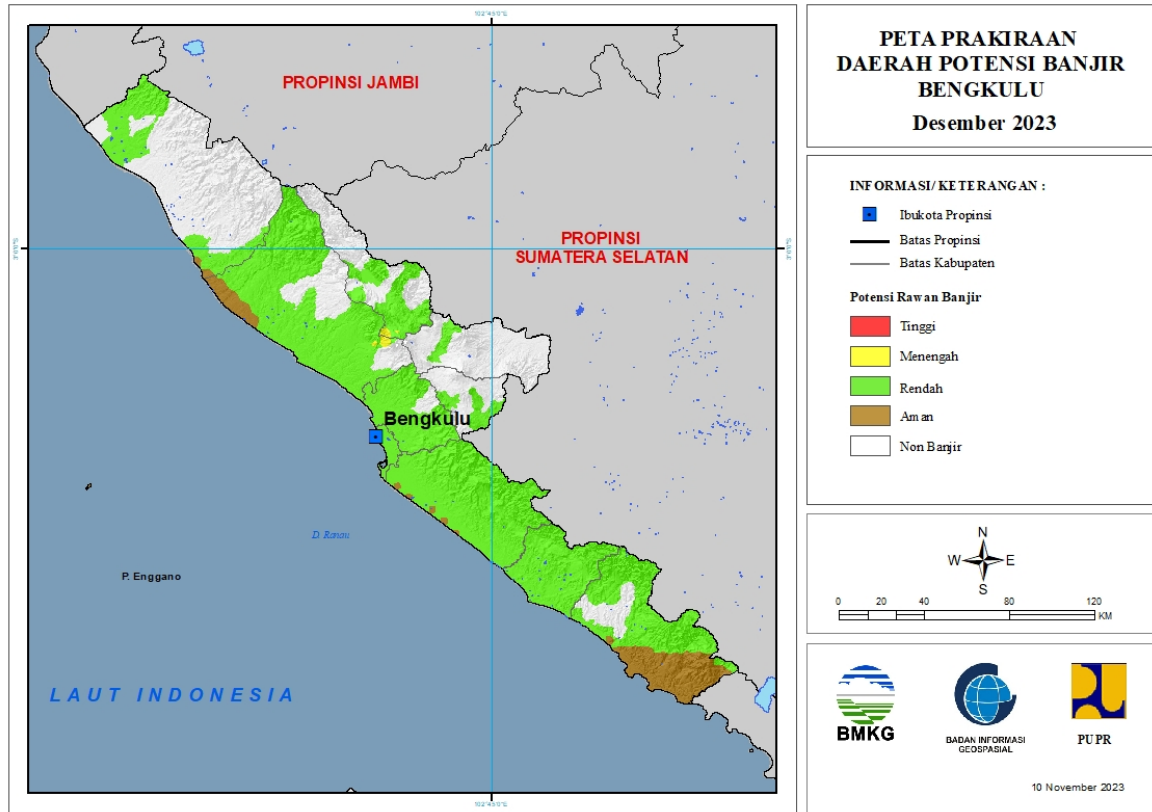 PETA PRAKIRAAN
DAERAH POTENSI BANJIR
BENGKULU
Desember 2023
INFORMASI/ KETERANGAN :
Ibukota Propinsi
Batas Propinsi
Batas Kabupaten
Potensi Rawan Banjir
Tinggi
Menengah
Rendah
Aman
Non Banjir
N
W E
S
0 20 40 80 120
KM
BMKG
BADAN INFORMASI
GEOSPASIAL
PUPR
10 November 2023
PROPINSI JAMBI
PROPINSI
SUMATERA SELATAN
Bengkulu
D. Ranau
P. Enggano
LAUT INDONESIA